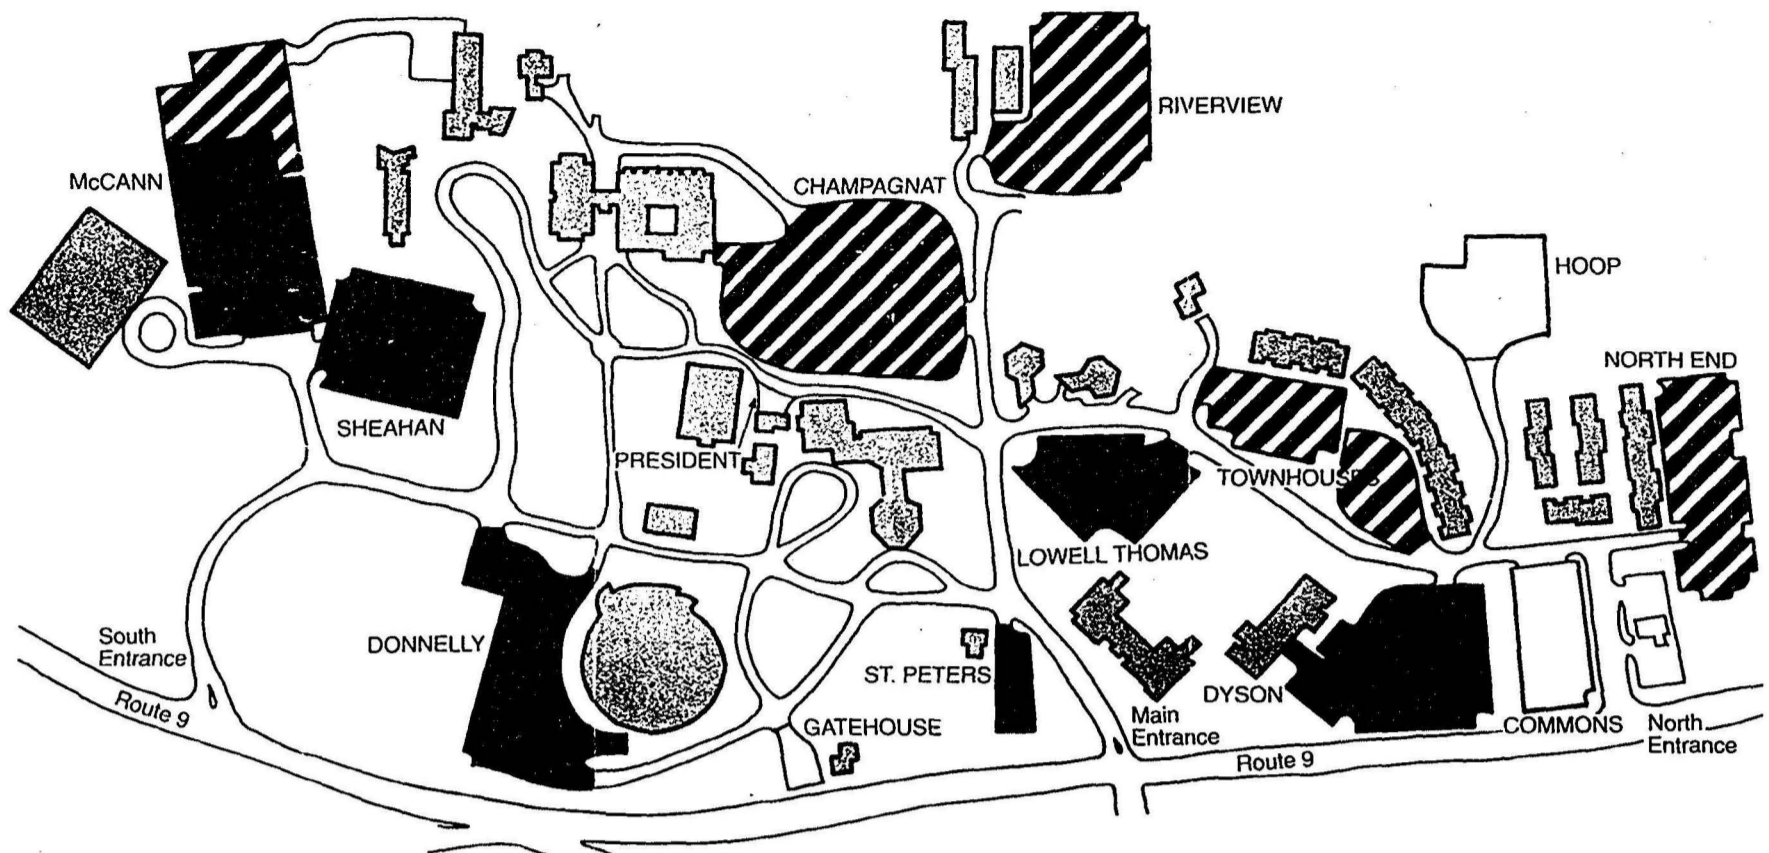 RIVERVIEW
McCANN
CHAMPAGNAT
HOOP
NORTH END
SHEAHAN
PRESIDENT
TOWNHOUSES
LOWELL THOMAS
South
Entrance
DONNELLY
ST. PETERS
DYSON
Route 9
GATEHOUSE
Main
Entrance
COMMONS
North
Entrance
Route 9